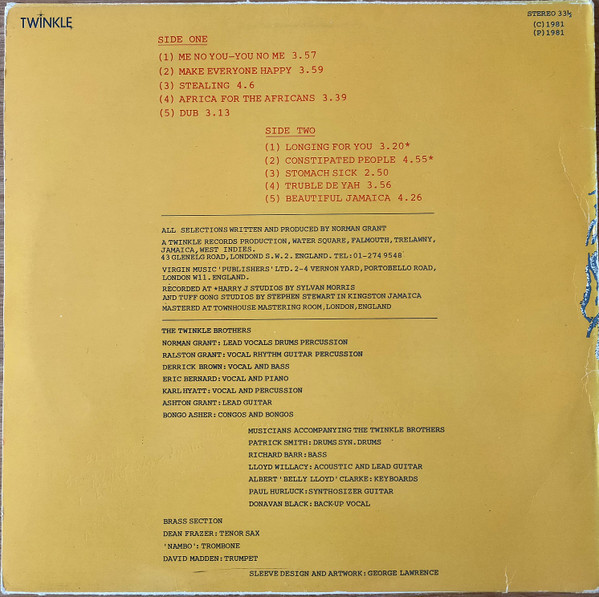 TWINKLE
STEREO 33⅓
(C)1981
(P)1981
SIDE ONE
(1) ME NO YOU—YOU NO ME 3.57
(2) MAKE EVERYONE HAPPY 3.59
(3) STEALING 4.6
(4) AFRICA FOR THE AFRICANS 3.39
(5) DUB 3.13
SIDE TWO
(1) LONGING FOR YOU 3.20*
(2) CONSTIPATED PEOPLE 4.55*
(3) STOMACH SICK 2.50
(4) TRUBLE DE YAH 3.56
(5) BEAUTIFUL JAMAICA 4.26
ALL SELECTIONS WRITTEN AND PRODUCED BY NORMAN GRANT
A TWINKLE RECORDS PRODUCTION, WATER SQUARE, FALMOUTH, TRELAWNY,
JAMAICA, WEST INDIES.
43 GLENELG ROAD, LONDOND S.W.2. ENGLAND. TEL:01-274 9548
VIRGIN MUSIC 'PUBLISHERS' LTD. 2-4 VERNON YARD, PORTOBELLO ROAD,
LONDON W11. ENGLAND.
RECORDED AT *HARRY J STUDIOS BY SYLVAN MORRIS
AND TUFF GONG STUDIOS BY STEPHEN STEWART IN KINGSTON JAMAICA
MASTERED AT TOWNHOUSE MASTERING ROOM, LONDON, ENGLAND
THE TWINKLE BROTHERS
NORMAN GRANT: LEAD VOCALS DRUMS PERCUSSION
RALSTON GRANT: VOCAL RHYTHM GUITAR PERCUSSION
DERRICK BROWN: VOCAL AND BASS
ERIC BERNARD: VOCAL AND PIANO
KARL HYATT: VOCAL AND PERCUSSION
ASHTON GRANT: LEAD GUITAR
BONGO ASHER: CONGOS AND BONGOS
MUSICIANS ACCOMPANYING THE TWINKLE BROTHERS
PATRICK SMITH: DRUMS SYN. DRUMS
RICHARD BARR: BASS
LLOYD WILLACY: ACOUSTIC AND LEAD GUITAR
ALBERT 'BELLY LLOYD' CLARKE: KEYBOARDS
PAUL HURLUCK: SYNTHOSIZER GUITAR
DONAVAN BLACK: BACK-UP VOCAL
BRASS SECTION
DEAN FRAZER: TENOR SAX
'NAMBO': TROMBONE
DAVID MADDEN: TRUMPET
SLEEVE DESIGN AND ARTWORK: GEORGE LAWRENCE